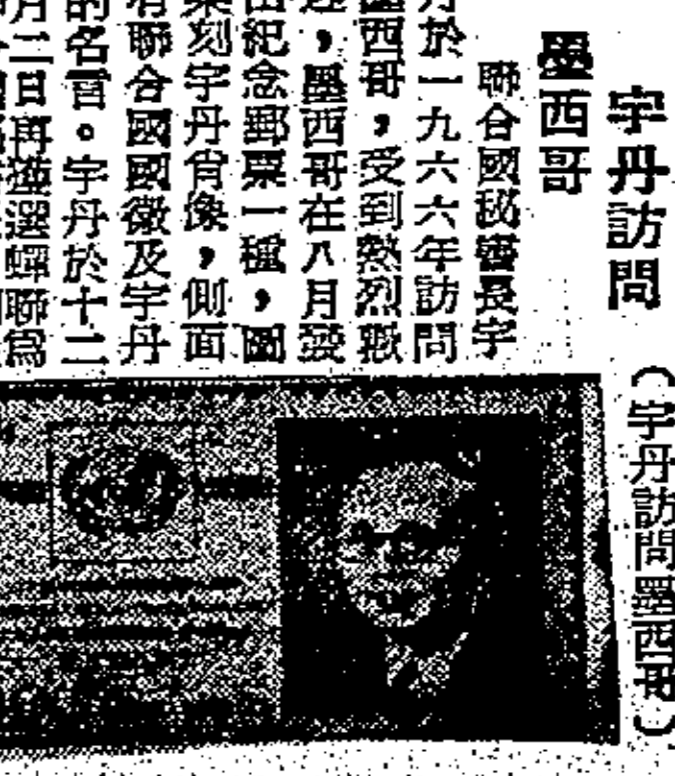 宇丹訪問
墨西哥
聯合國秘書長宇
丹於一九六六年訪問
墨西哥，受到熱烈歡
迎，墨西哥在八月發
出紀念郵票一種，圖
案刻宇丹肖像，側面
有聯合國國徽及宇丹
的名言。宇丹於十二
月二日再遴選蟬聯爲
（宇丹訪問墨西哥）